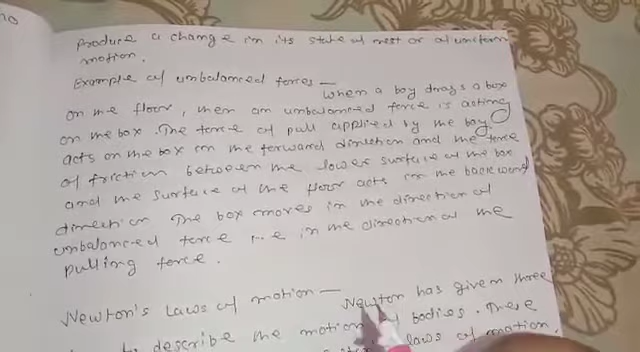 Produce a change in its state of rest or of uniform
motion.
Example of unbalanced forces —
When a boy drags a box
on the floor, then an unbalanced force is acting
on the box. The force of pull applied by the boy
acts on the box in the forward direction and the force
of friction between the lower surface of the box
and the surface of the floor acts in the backward
direction The box moves in the direction of
unbalanced force i.e in the direction of the
pulling force.
Newton's Laws of motion —
Newton has given three
to describe the motion of bodies. These
laws of motion.